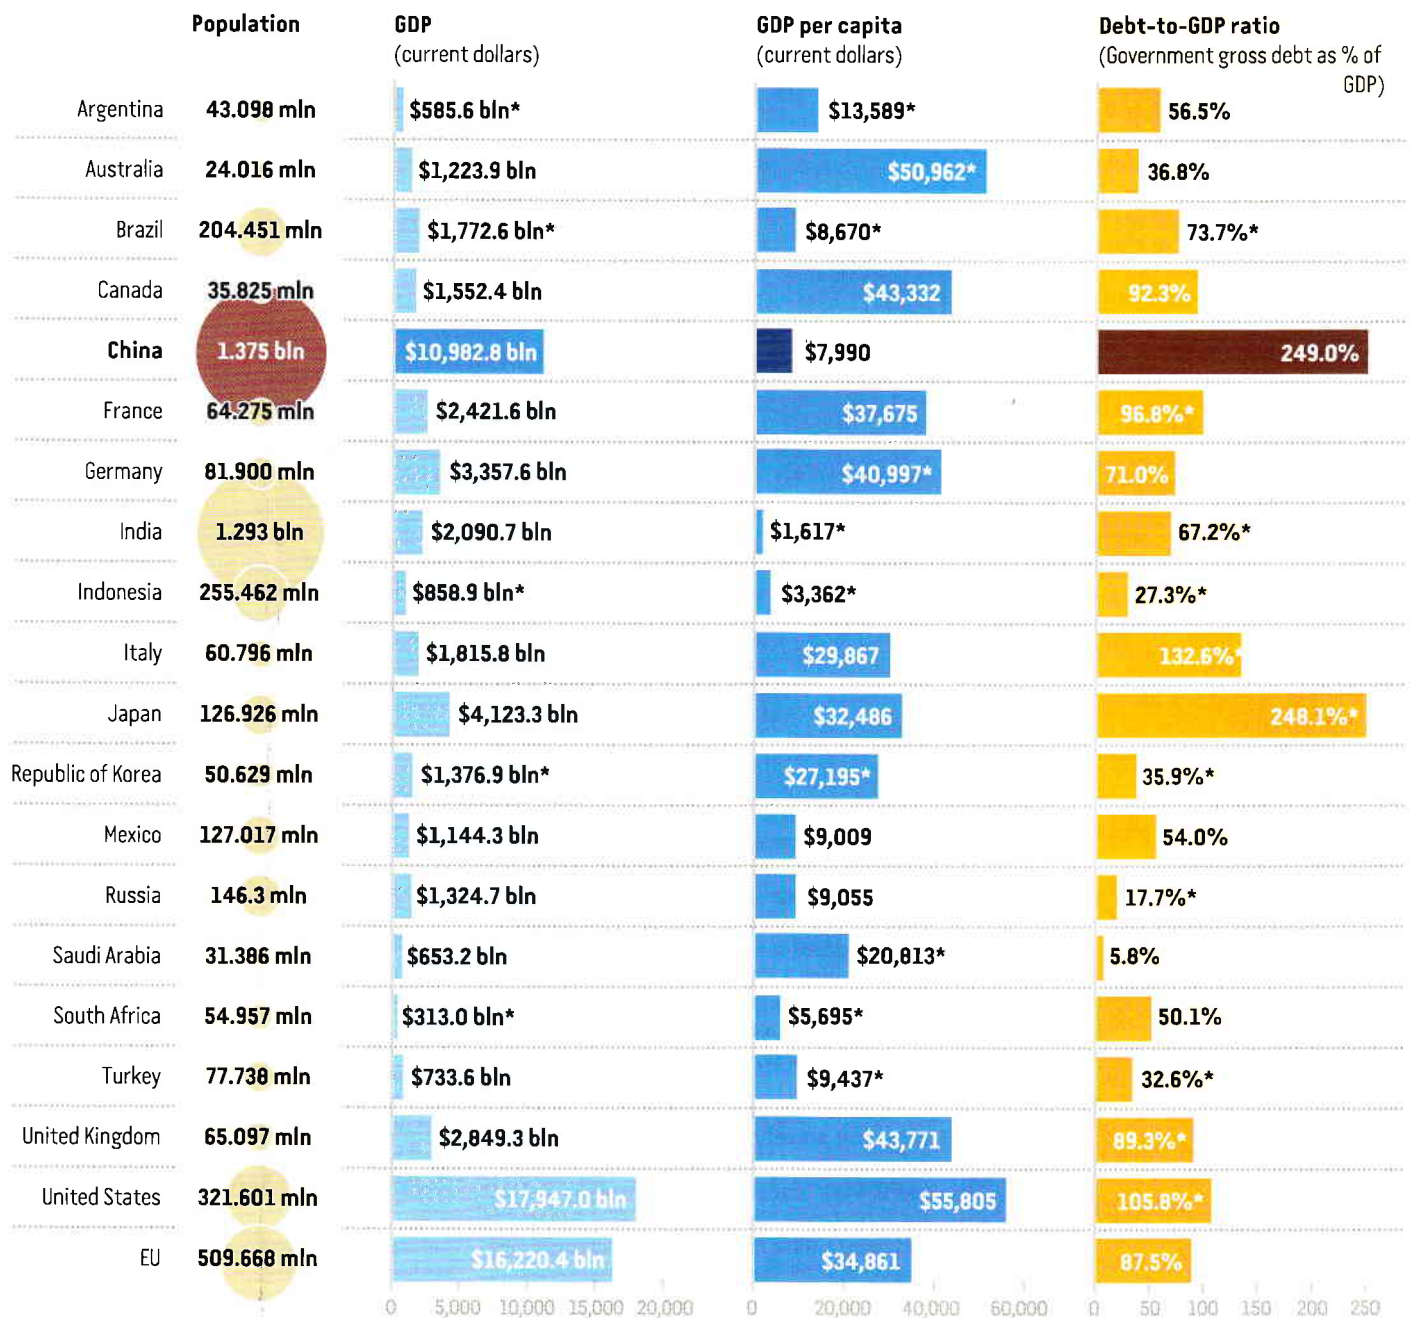 Population GDP GDP per capita Debt-to-GDP ratio
(current dollars) (current dollars) (Government gross debt as % of
GDP)
Argentina 43.098 mln $585.6 bln* $13,589* 56.5%
Australia 24.016 mln $1,223.9 bln $50,962* 36.8%
Brazil 204.451 mln $1,772.6 bln* $8,670* 73.7%*
Canada 35.825 mln $1,552.4 bln $43,332 92.3%
China 1.375 bln $10,982.8 bln $7,990 249.0%
France 64.275 mln $2,421.6 bln $37,675 96.8%*
Germany 81.900 mln $3,357.6 bln $40,997* 71.0%
India 1.293 bln $2,090.7 bln $1,617* 67.2%*
Indonesia 255.462 mln $858.9 bln* $3,362* 27.3%*
Italy 60.796 mln $1,815.8 bln $29,867 132.6%*
Japan 126.926 mln $4,123.3 bln $32,486 248.1%*
Republic of Korea 50.629 mln $1,376.9 bln* $27,195* 35.9%*
Mexico 127.017 mln $1,144.3 bln $9,009 54.0%
Russia 146.3 mln $1,324.7 bln $9,055 17.7%*
Saudi Arabia 31.386 mln $653.2 bln $20,813* 5.8%
South Africa 54.957 mln $313.0 bln* $5,695* 50.1%
Turkey 77.738 mln $733.6 bln $9,437* 32.6%*
United Kingdom 65.097 mln $2,849.3 bln $43,771 89.3%*
United States 321.601 mln $17,947.0 bln $55,805 105.8%*
EU 509.668 mln $16,220.4 bln $34,861 87.5%
0 5,000 10,000 15,000 20,000 0 20,000 40,000 60,000 0 50 100 150 200 250